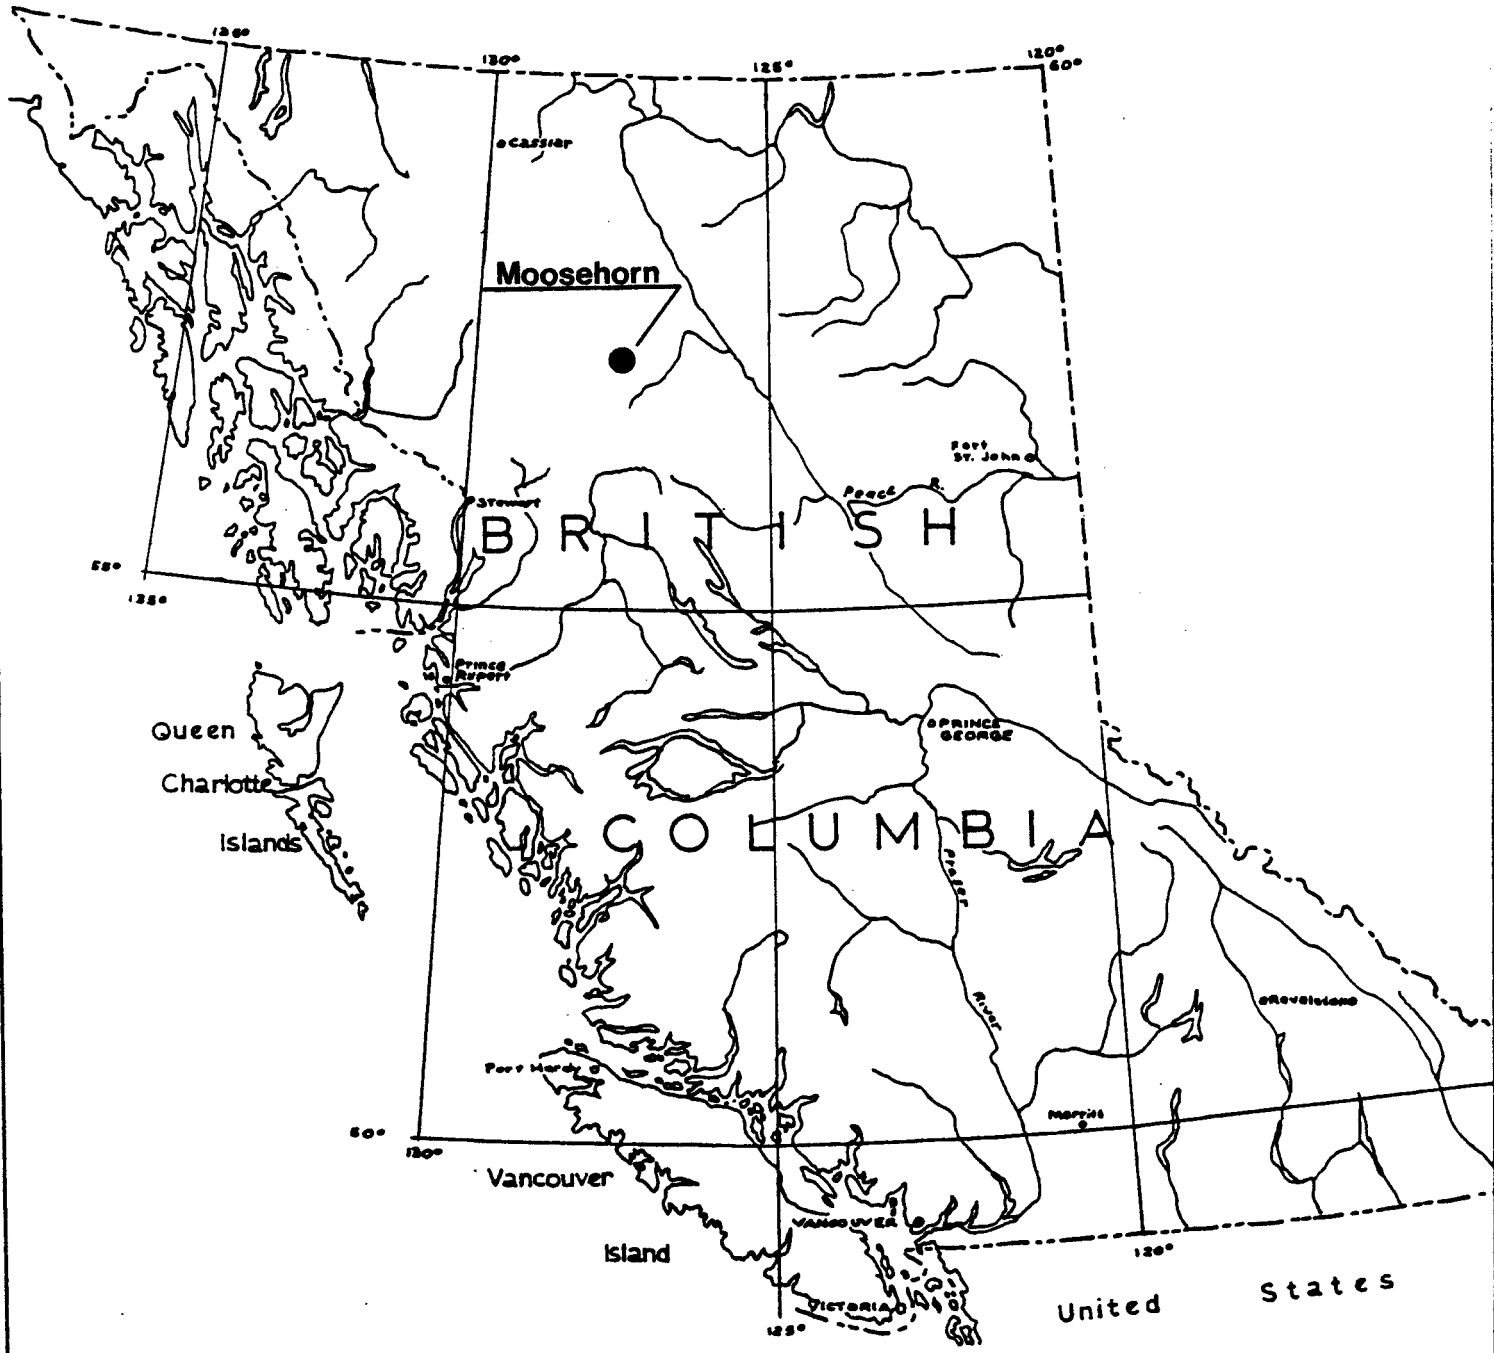 130°
125°
120°
60°
Cassiar
Moosehorn
Fort
St. John
Peace R.
Stewart
BRITISH
55°
135°
Prince
Rupert
Queen
Charlotte
Islands
PRINCE
GEORGE
COLUMBIA
Fraser
River
Revelstoke
Port Hardy
Merritt
50°
130°
Vancouver
Island
VANCOUVER
VICTORIA
125°
120°
United States